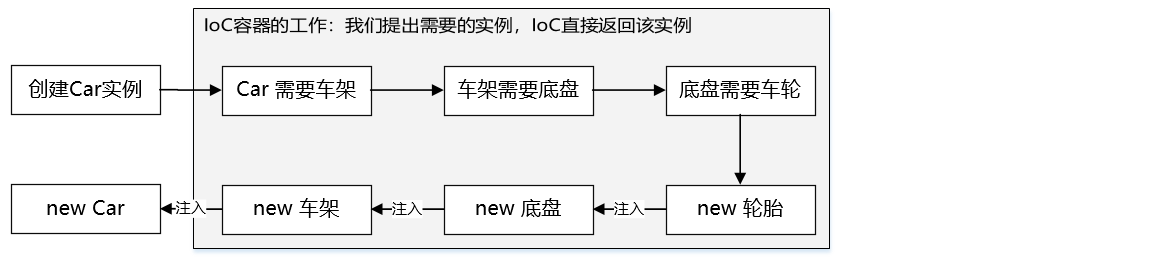 IoC容器的工作：我们提出需要的实例，IoC直接返回该实例
创建Car实例
Car 需要车架
车架需要底盘
底盘需要车轮
new Car
注入
new 车架
注入
new 底盘
注入
new 轮胎